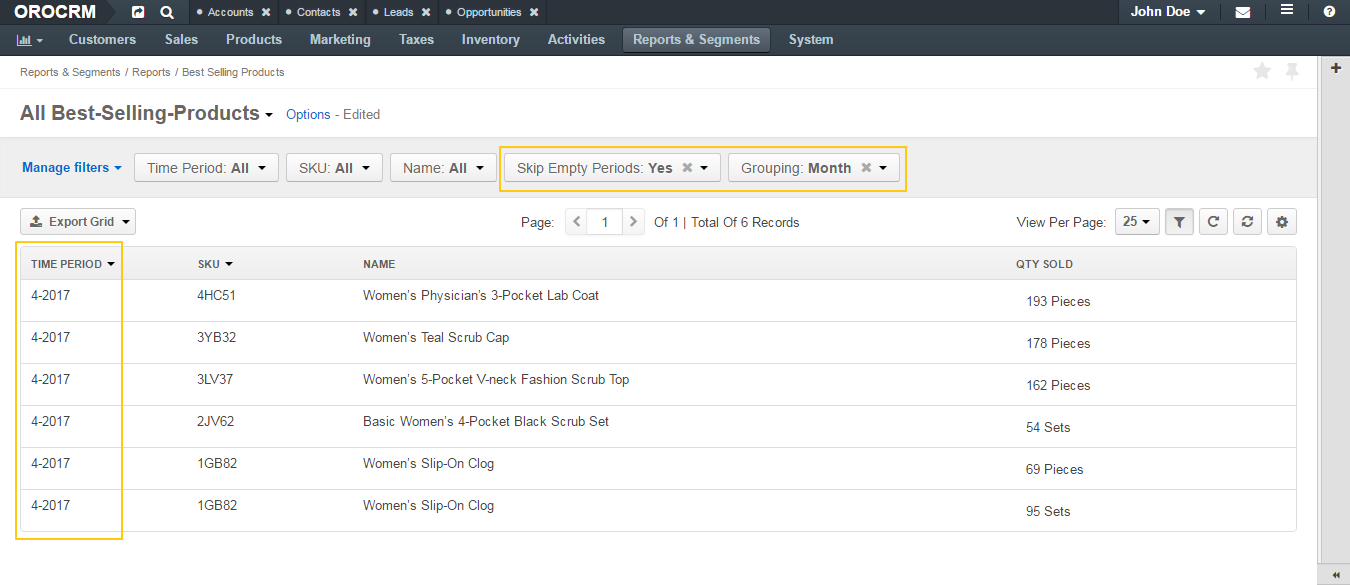 OROCRM Accounts Contacts Leads Opportunities John Doe
Customers Sales Products Marketing Taxes Inventory Activities Reports & Segments System
Reports & Segments / Reports / Best Selling Products
All Best-Selling-Products Options - Edited
Manage filters Time Period: All SKU: All Name: All Skip Empty Periods: Yes Grouping: Month
Export Grid Page: 1 Of 1 | Total Of 6 Records View Per Page: 25
TIME PERIOD SKU NAME QTY SOLD
4-2017 4HC51 Women’s Physician’s 3-Pocket Lab Coat 193 Pieces
4-2017 3YB32 Women’s Teal Scrub Cap 178 Pieces
4-2017 3LV37 Women’s 5-Pocket V-neck Fashion Scrub Top 162 Pieces
4-2017 2JV62 Basic Women’s 4-Pocket Black Scrub Set 54 Sets
4-2017 1GB82 Women’s Slip-On Clog 69 Pieces
4-2017 1GB82 Women’s Slip-On Clog 95 Sets